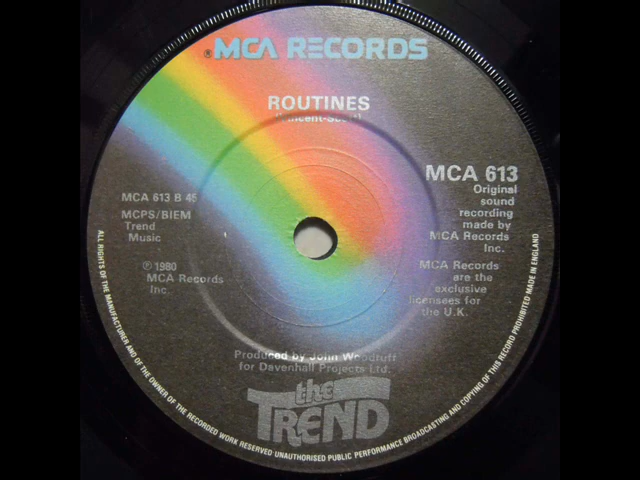 ® MCA RECORDS
ROUTINES
MCA 613
Original
sound
recording
made by
MCA Records
Inc.
MCA Records
are the
exclusive
licensees for
the U.K.
MCA 613 B 45
MCPS/BIEM
Trend
Music
℗ 1980
MCA Records
Inc.
Produced by John
for Davenhall Projects Ltd.
the
TREND
ALL RIGHTS OF THE MANUFACTURER AND OF THE OWNER OF THE RECORDED WORK RESERVED UNAUTHORISED PUBLIC PERFORMANCE BROADCASTING AND COPYING OF THIS RECORD PROHIBITED MADE IN ENGLAND